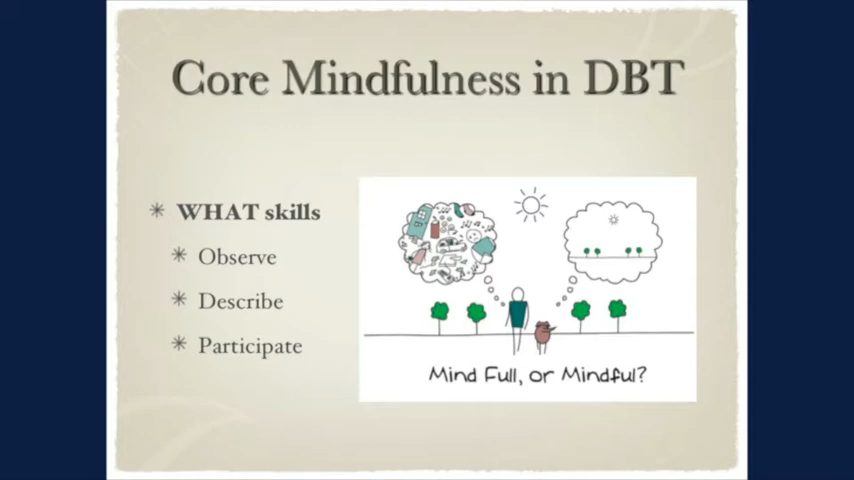 Core Mindfulness in DBT
WHAT skills
Observe
Describe
Participate
Mind Full, or Mindful?